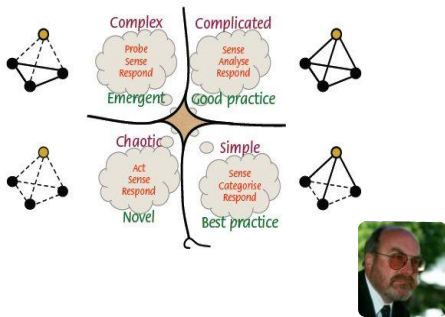 Complex
Probe
Sense
Respond
Emergent
Complicated
Sense
Analyse
Respond
Good practice
Chaotic
Act
Sense
Respond
Novel
Simple
Sense
Categorise
Respond
Best practice